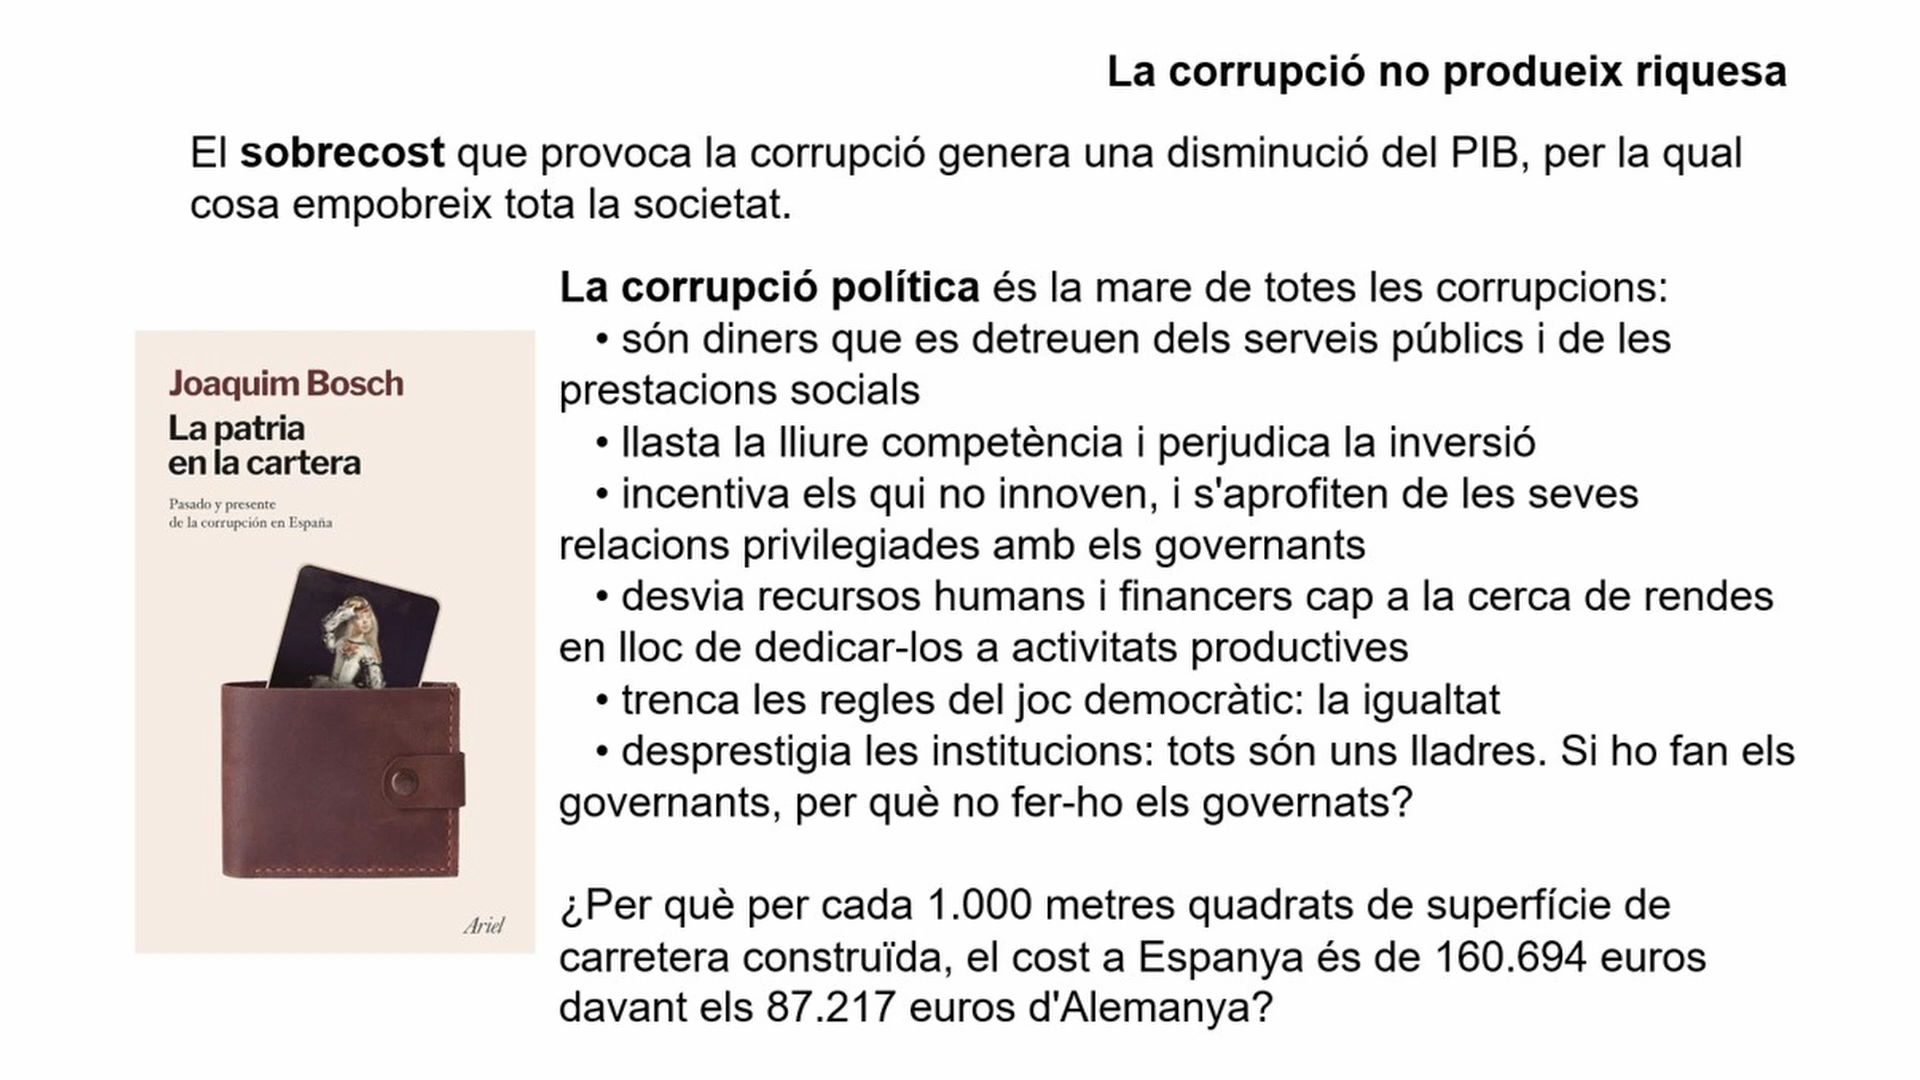 La corrupció no produeix riquesa
El sobrecost que provoca la corrupció genera una disminució del PIB, per la qual
cosa empobreix tota la societat.
La corrupció política és la mare de totes les corrupcions:
• són diners que es detreuen dels serveis públics i de les
prestacions socials
• llasta la lliure competència i perjudica la inversió
• incentiva els qui no innoven, i s'aprofiten de les seves
relacions privilegiades amb els governants
• desvia recursos humans i financers cap a la cerca de rendes
en lloc de dedicar-los a activitats productives
• trenca les regles del joc democràtic: la igualtat
• desprestigia les institucions: tots són uns lladres. Si ho fan els
governants, per què no fer-ho els governats?
¿Per què per cada 1.000 metres quadrats de superfície de
carretera construïda, el cost a Espanya és de 160.694 euros
davant els 87.217 euros d'Alemanya?
Joaquim Bosch
La patria
en la cartera
Pasado y presente
de la corrupción en España
Ariel